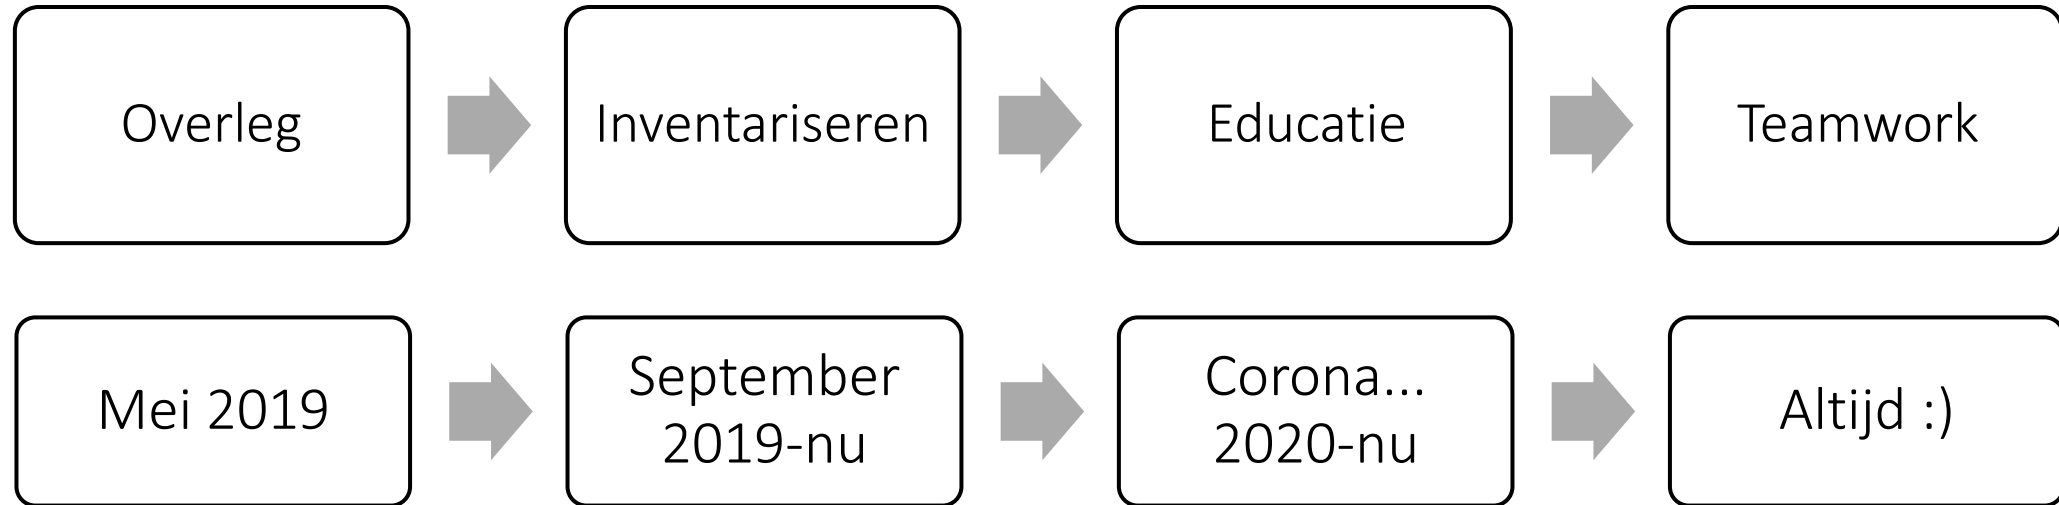 Overleg
Inventariseren
Educatie
Teamwork
Mei 2019
September
2019-nu
Corona...
2020-nu
Altijd :)